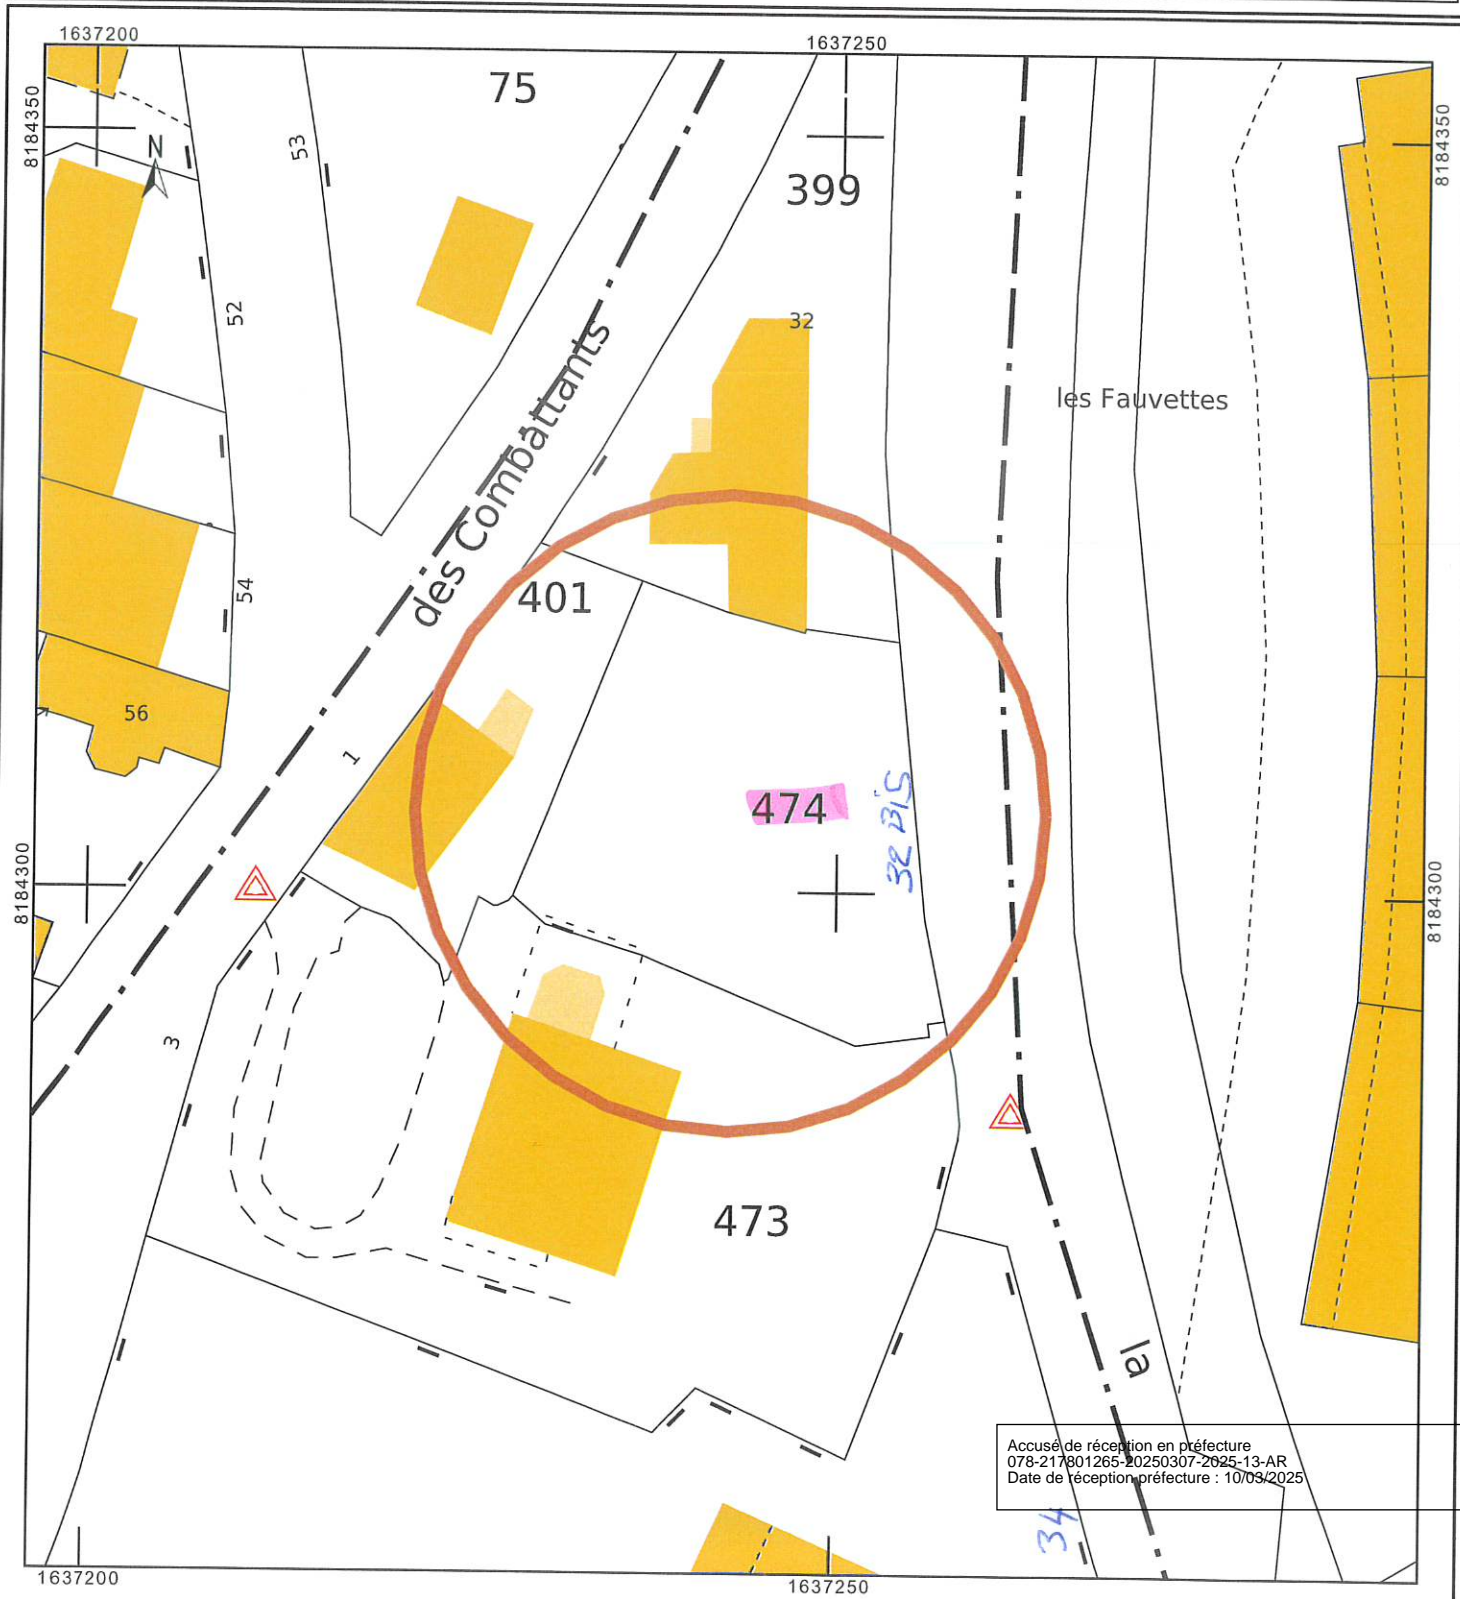 1637200
1637250
8184350
8184350
N
75
53
399
52
32
les Fauvettes
des Combattants
54
401
56
1
474
32 BIS
8184300
8184300
3
473
la
Accusé de réception en préfecture
078-217801265-20250307-2025-13-AR
Date de réception préfecture : 10/03/2025
34
1637200
1637250